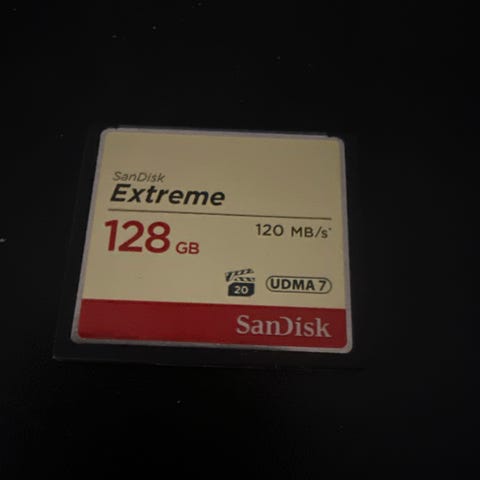 SanDisk
Extreme
128 GB
120 MB/s*
20
UDMA 7
SanDisk